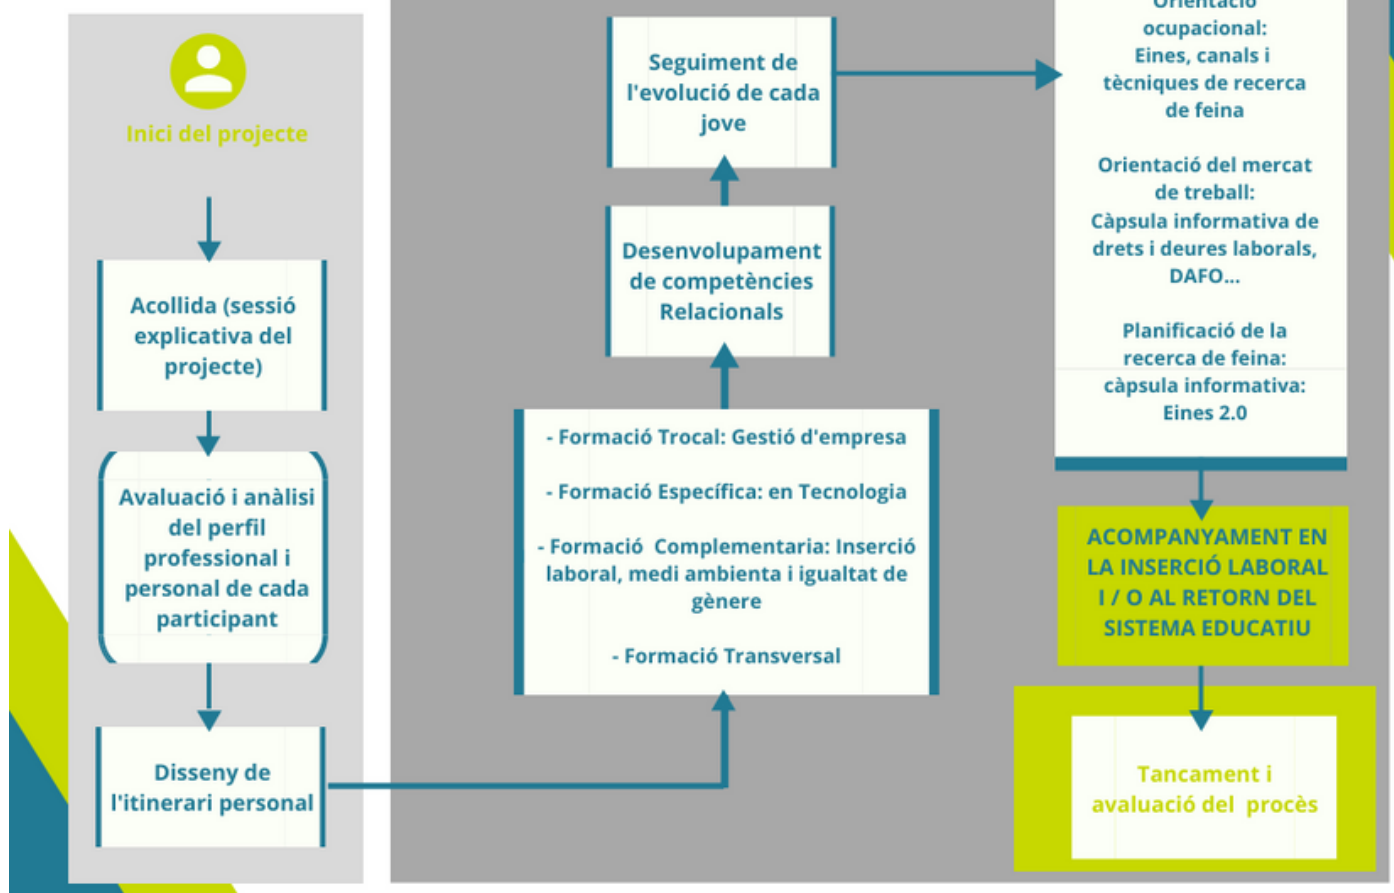 Inici del projecte
Acollida (sessió
explicativa del
projecte)
Avaluació i anàlisi
del perfil
professional i
personal de cada
participant
Disseny de
l'itinerari personal
- Formació Trocal: Gestió d'empresa
- Formació Específica: en Tecnologia
- Formació  Complementaria: Inserció
laboral, medi ambienta i igualtat de
gènere
- Formació Transversal
Desenvolupament
de competències
Relacionals
Seguiment de
l'evolució de cada
jove
Orientació
ocupacional:
Eines, canals i
tècniques de recerca
de feina
Orientació del mercat
de treball:
Càpsula informativa de
drets i deures laborals,
DAFO...
Planificació de la
recerca de feina:
càpsula informativa:
Eines 2.0
ACOMPANYAMENT EN
LA INSERCIÓ LABORAL
I / O AL RETORN DEL
SISTEMA EDUCATIU
Tancament i
avaluació del  procès